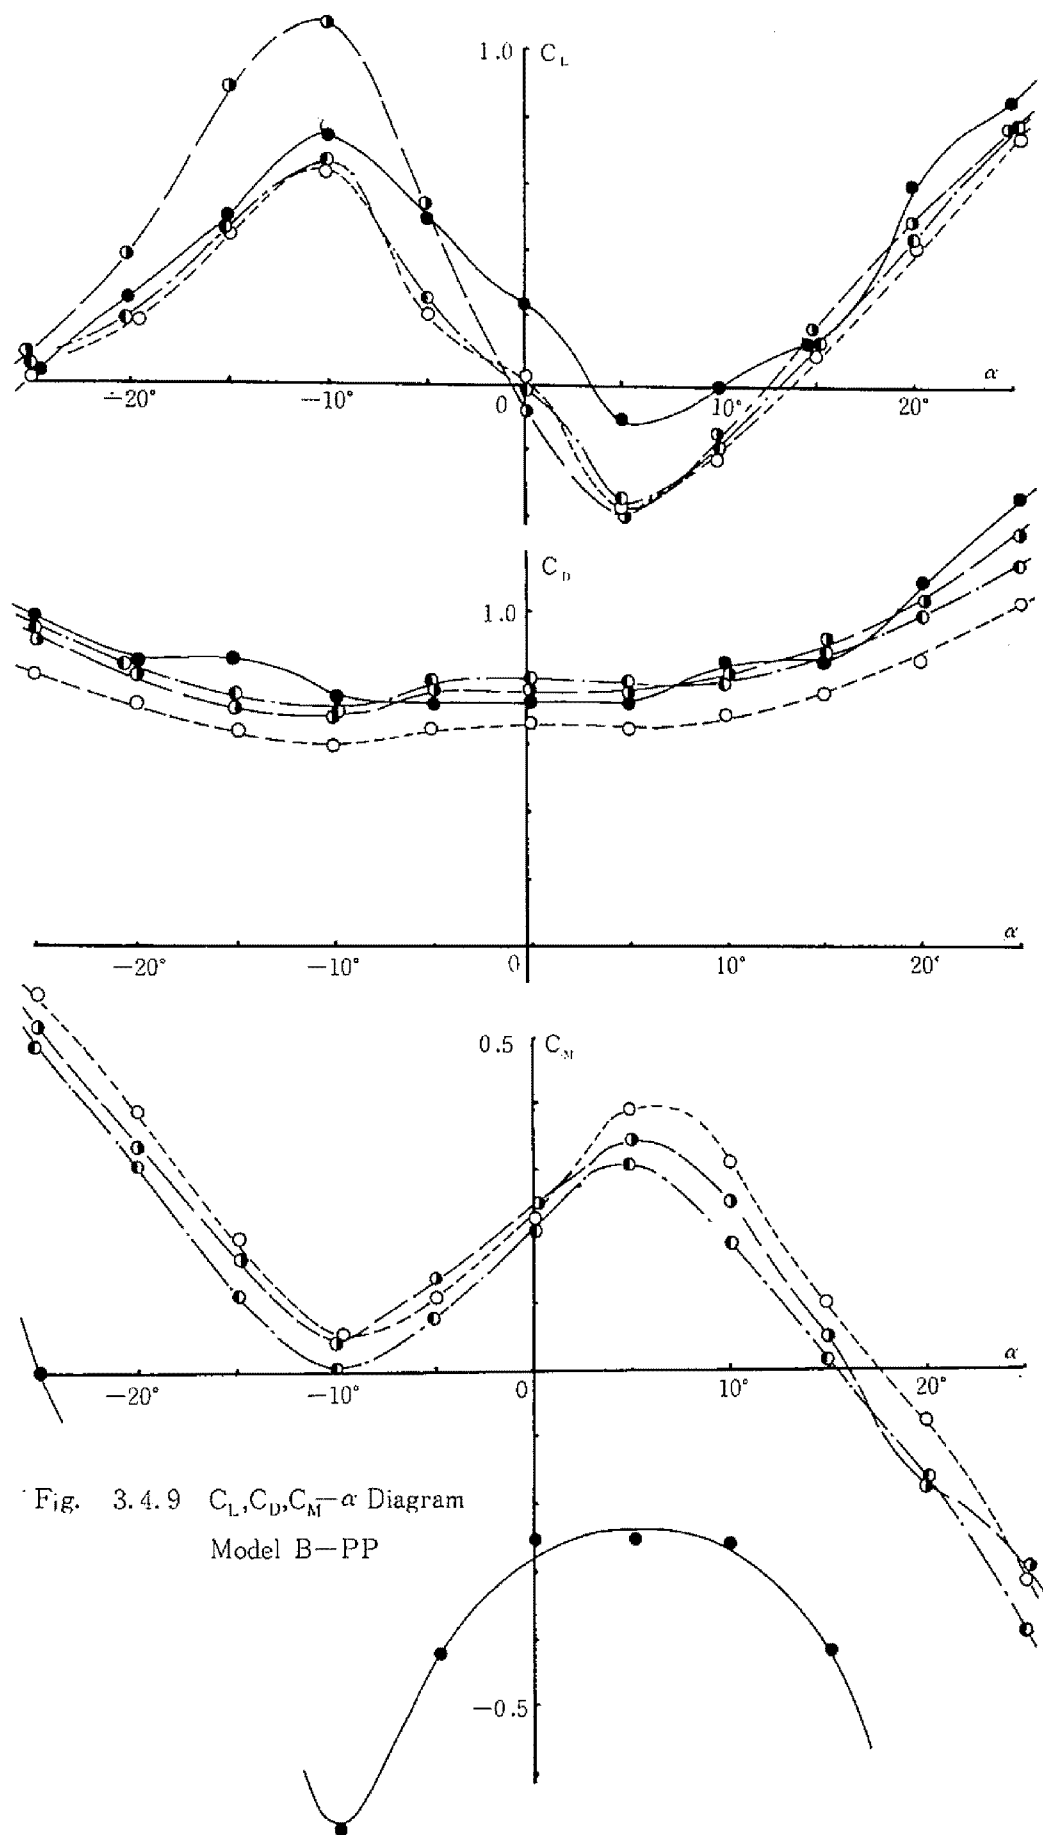 1.0 C_L
−20° −10° 0 10° 20° α
C_D
1.0
−20° −10° 0 10° 20° α
0.5 C_M
−20° −10° 0 10° 20° α
Fig. 3.4.9 C_L,C_D,C_M−α Diagram
Model B−PP
−0.5